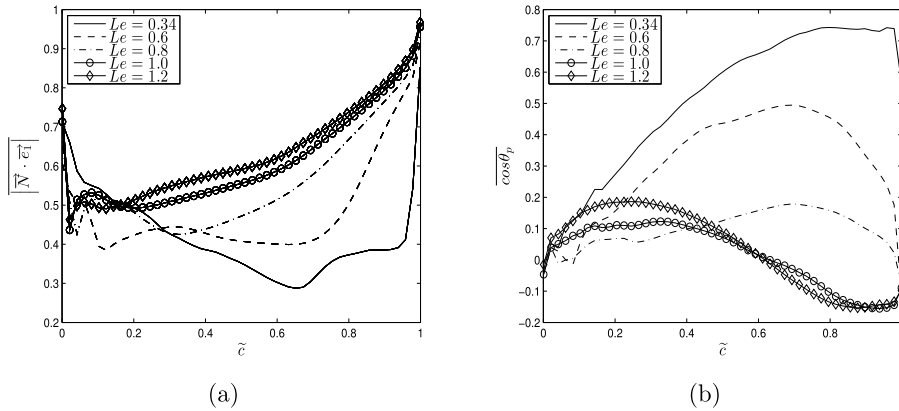 1
0.9
0.8
0.7
0.6
0.5
0.4
0.3
0.2
0 0.2 0.4 0.6 0.8 1
|N⃗ · e⃗₁|
c̃
Le = 0.34
Le = 0.6
Le = 0.8
Le = 1.0
Le = 1.2
(a)
0.8
0.7
0.6
0.5
0.4
0.3
0.2
0.1
0
−0.1
−0.2
0 0.2 0.4 0.6 0.8
cosθₚ
c̃
Le = 0.34
Le = 0.6
Le = 0.8
Le = 1.0
Le = 1.2
(b)